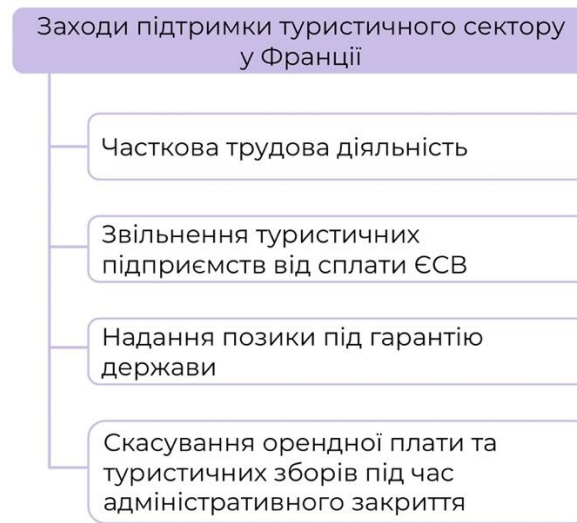 Заходи підтримки туристичного сектору
у Франції
Часткова трудова діяльність
Звільнення туристичних
підприємств від сплати ЄСВ
Надання позики під гарантію
держави
Скасування орендної плати та
туристичних зборів під час
адміністративного закриття